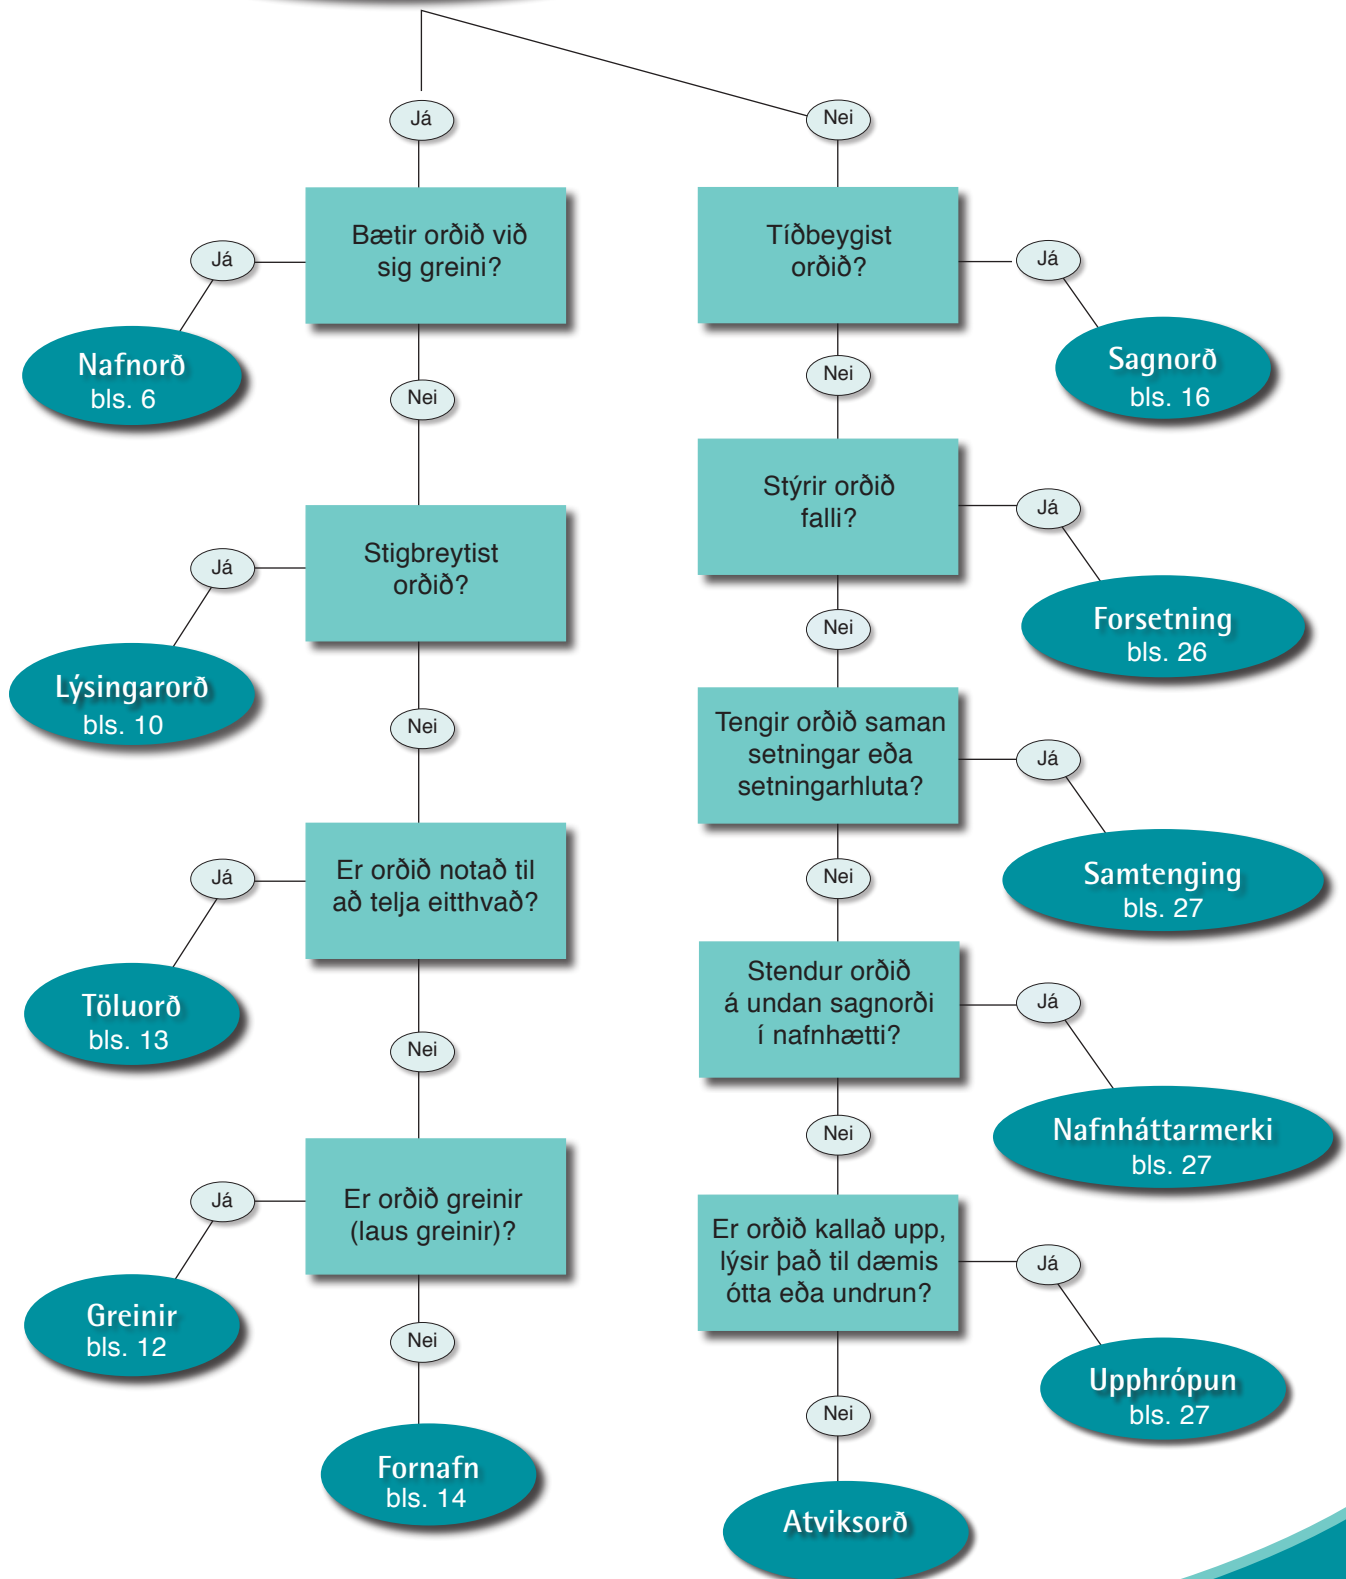 Já
Nei
Bætir orðið við
sig greini?
Já
Nafnorð
bls. 6
Nei
Stigbreytist
orðið?
Já
Lýsingarorð
bls. 10
Nei
Er orðið notað til
að telja eitthvað?
Já
Töluorð
bls. 13
Nei
Er orðið greinir
(laus greinir)?
Já
Greinir
bls. 12
Nei
Fornafn
bls. 14
Tíðbeygist
orðið?
Já
Sagnorð
bls. 16
Nei
Stýrir orðið
falli?
Já
Forsetning
bls. 26
Nei
Tengir orðið saman
setningar eða
setningarhluta?
Já
Samtenging
bls. 27
Nei
Stendur orðið
á undan sagnorði
í nafnhætti?
Já
Nafnháttarmerki
bls. 27
Nei
Er orðið kallað upp,
lýsir það til dæmis
ótta eða undrun?
Já
Upphrópun
bls. 27
Nei
Atviksorð